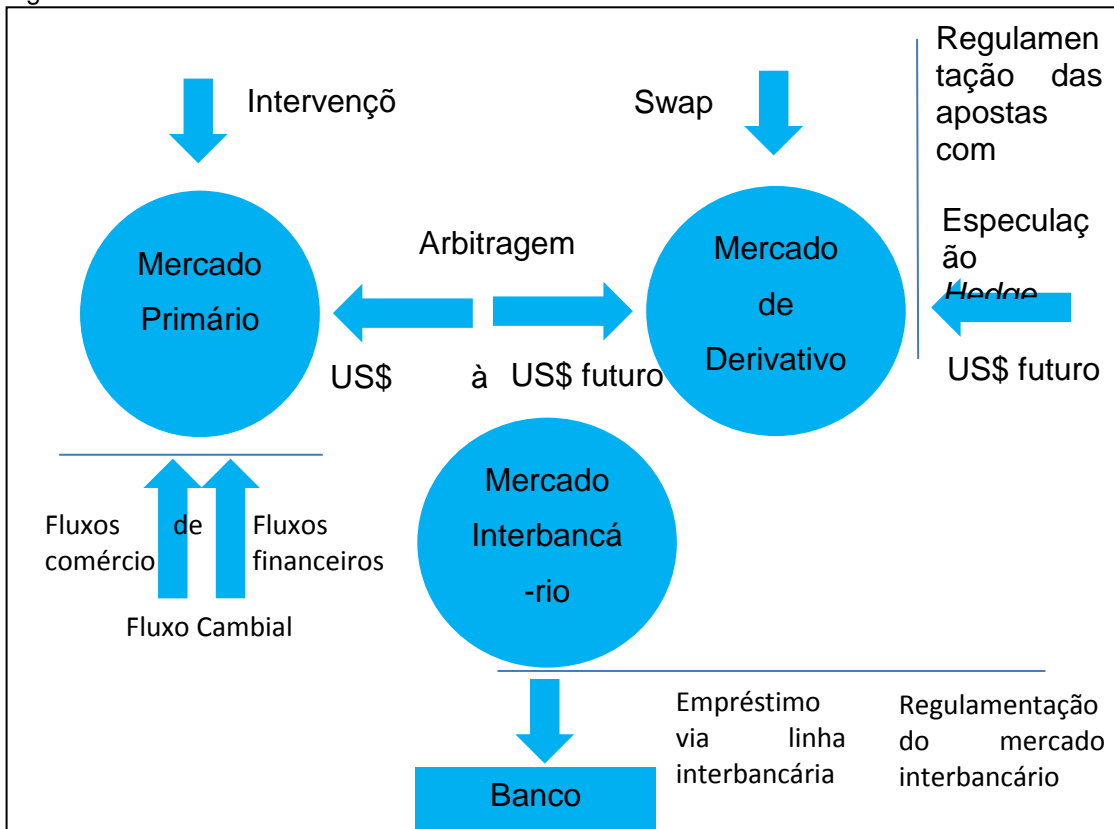 Intervençõ
Swap
Regulamen
tação das
apostas
com
Especulaç
ão
Hedge
US$ futuro
Mercado
Primário
Arbitragem
US$ à US$ futuro
Mercado
de
Derivativo
Mercado
Interbancá
-rio
Fluxos de
comércio
Fluxos
financeiros
Fluxo Cambial
Empréstimo
via linha
interbancária
Regulamentação
do mercado
interbancário
Banco